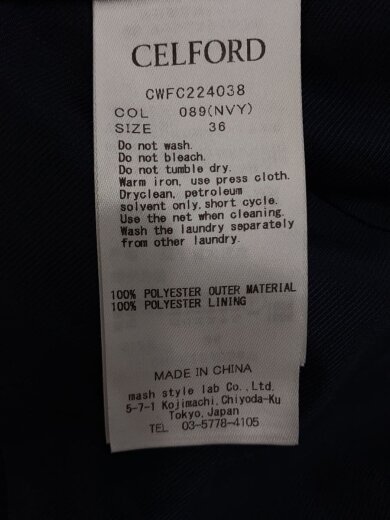 CELFORD
CWFC224038
COL 089(NVY)
SIZE 36
Do not wash.
Do not bleach.
Do not tumble dry.
Warm iron, use press cloth.
Dryclean, petroleum
solvent only,short cycle.
Use the net when cleaning.
Wash the laundry separately
from other laundry.
100% POLYESTER OUTER MATERIAL
100% POLYESTER LINING
MADE IN CHINA
mash style lab Co.,Ltd.
5-7-1 Kojimachi,Chiyoda-Ku
Tokyo,Japan
TEL 03-5778-4105